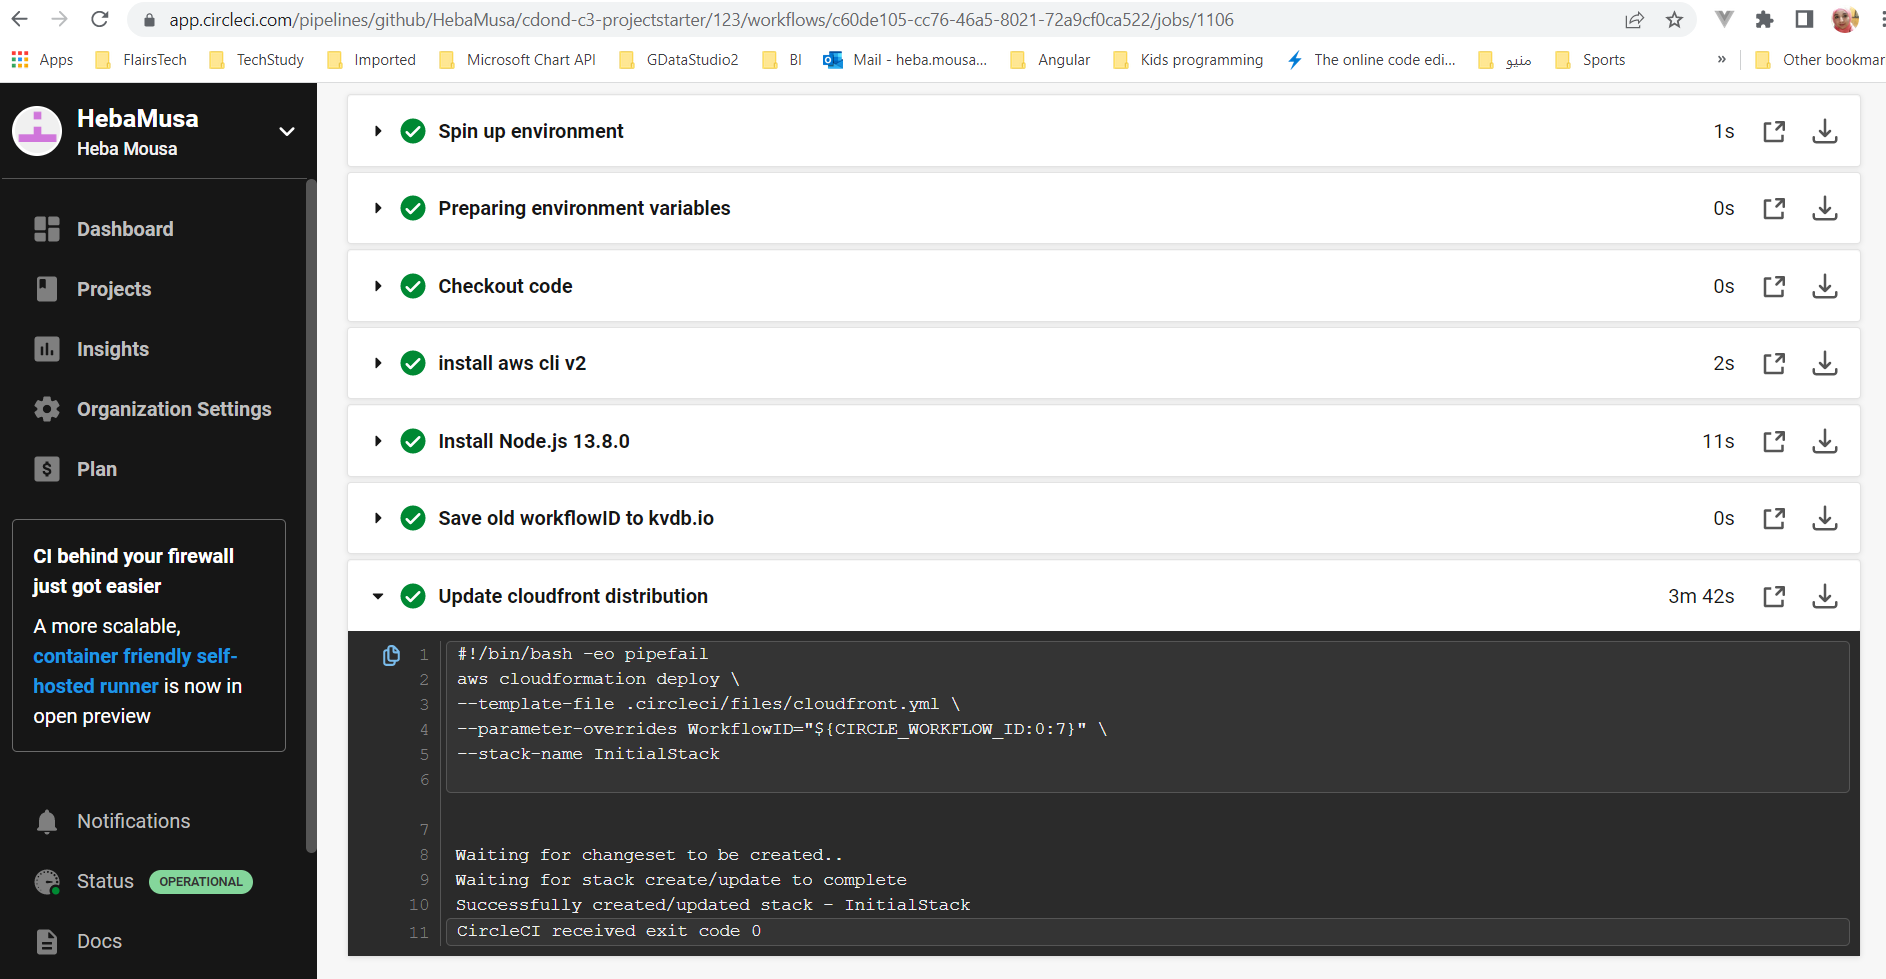 app.circleci.com/pipelines/github/HebaMusa/cdond-c3-projectstarter/123/workflows/c60de105-cc76-46a5-8021-72a9cf0ca522/jobs/1106
Apps FlairsTech TechStudy Imported Microsoft Chart API GDataStudio2 BI Mail - heba.mousa... Angular Kids programming The online code edi... منيو Sports » Other bookmar
HebaMusa
Heba Mousa
Dashboard
Projects
Insights
Organization Settings
Plan
CI behind your firewall
just got easier
A more scalable,
container friendly self-
hosted runner is now in
open preview
Notifications
Status OPERATIONAL
Docs
Spin up environment 1s
Preparing environment variables 0s
Checkout code 0s
install aws cli v2 2s
Install Node.js 13.8.0 11s
Save old workflowID to kvdb.io 0s
Update cloudfront distribution 3m 42s
1 #!/bin/bash -eo pipefail
2 aws cloudformation deploy \
3 --template-file .circleci/files/cloudfront.yml \
4 --parameter-overrides WorkflowID="${CIRCLE_WORKFLOW_ID:0:7}" \
5 --stack-name InitialStack
6
7
8 Waiting for changeset to be created..
9 Waiting for stack create/update to complete
10 Successfully created/updated stack - InitialStack
11 CircleCI received exit code 0